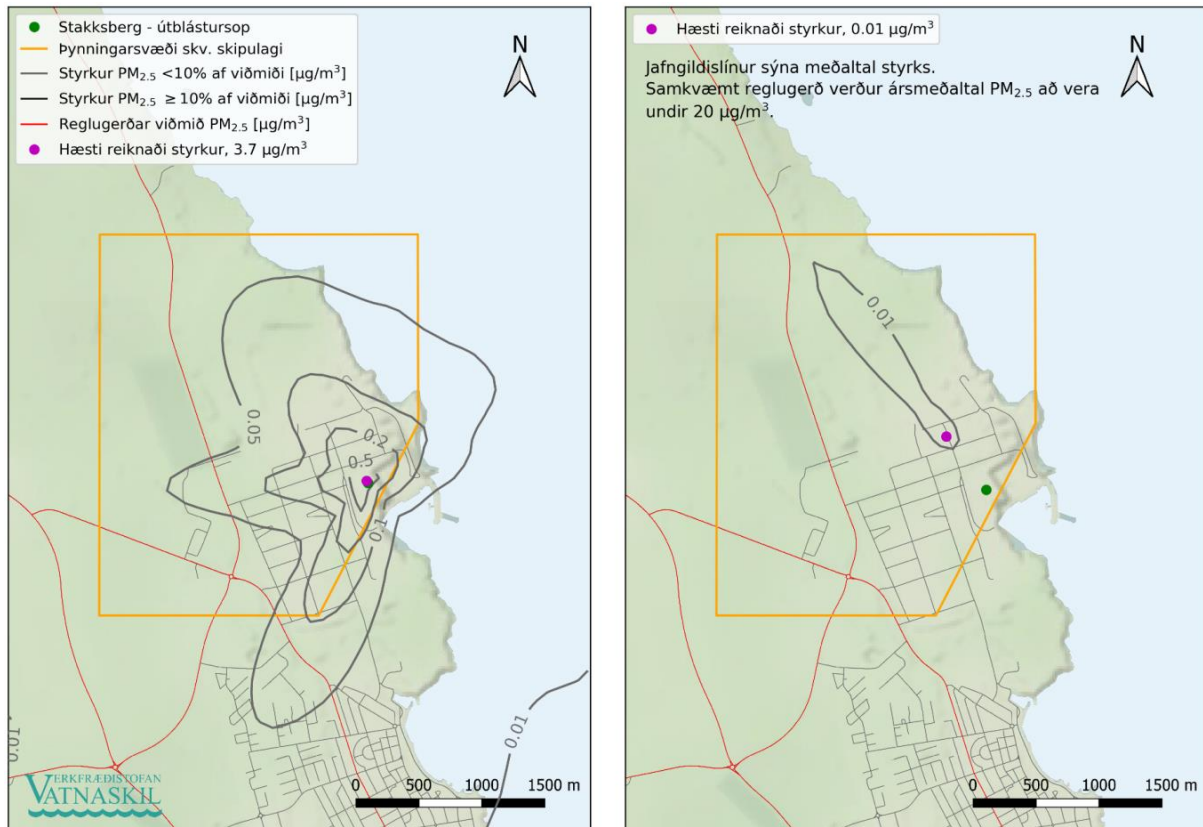 Stakksberg - útblástursop
Þynningarsvæði skv. skipulagi
Styrkur PM2.5 <10% af viðmiði [µg/m³]
Styrkur PM2.5 ≥ 10% af viðmiði [µg/m³]
Reglugerðar viðmið PM2.5 [µg/m³]
Hæsti reiknaði styrkur, 3.7 µg/m³
N
0.05
0.2
0.5
0.1
0.01
0.01
VERKFRÆÐISTOFAN
VATNASKIL
0 500 1000 1500 m
Hæsti reiknaði styrkur, 0.01 µg/m³
Jafngildislínur sýna meðaltal styrks.
Samkvæmt reglugerð verður ársmeðaltal PM2.5 að vera
undir 20 µg/m³.
N
0.01
0 500 1000 1500 m